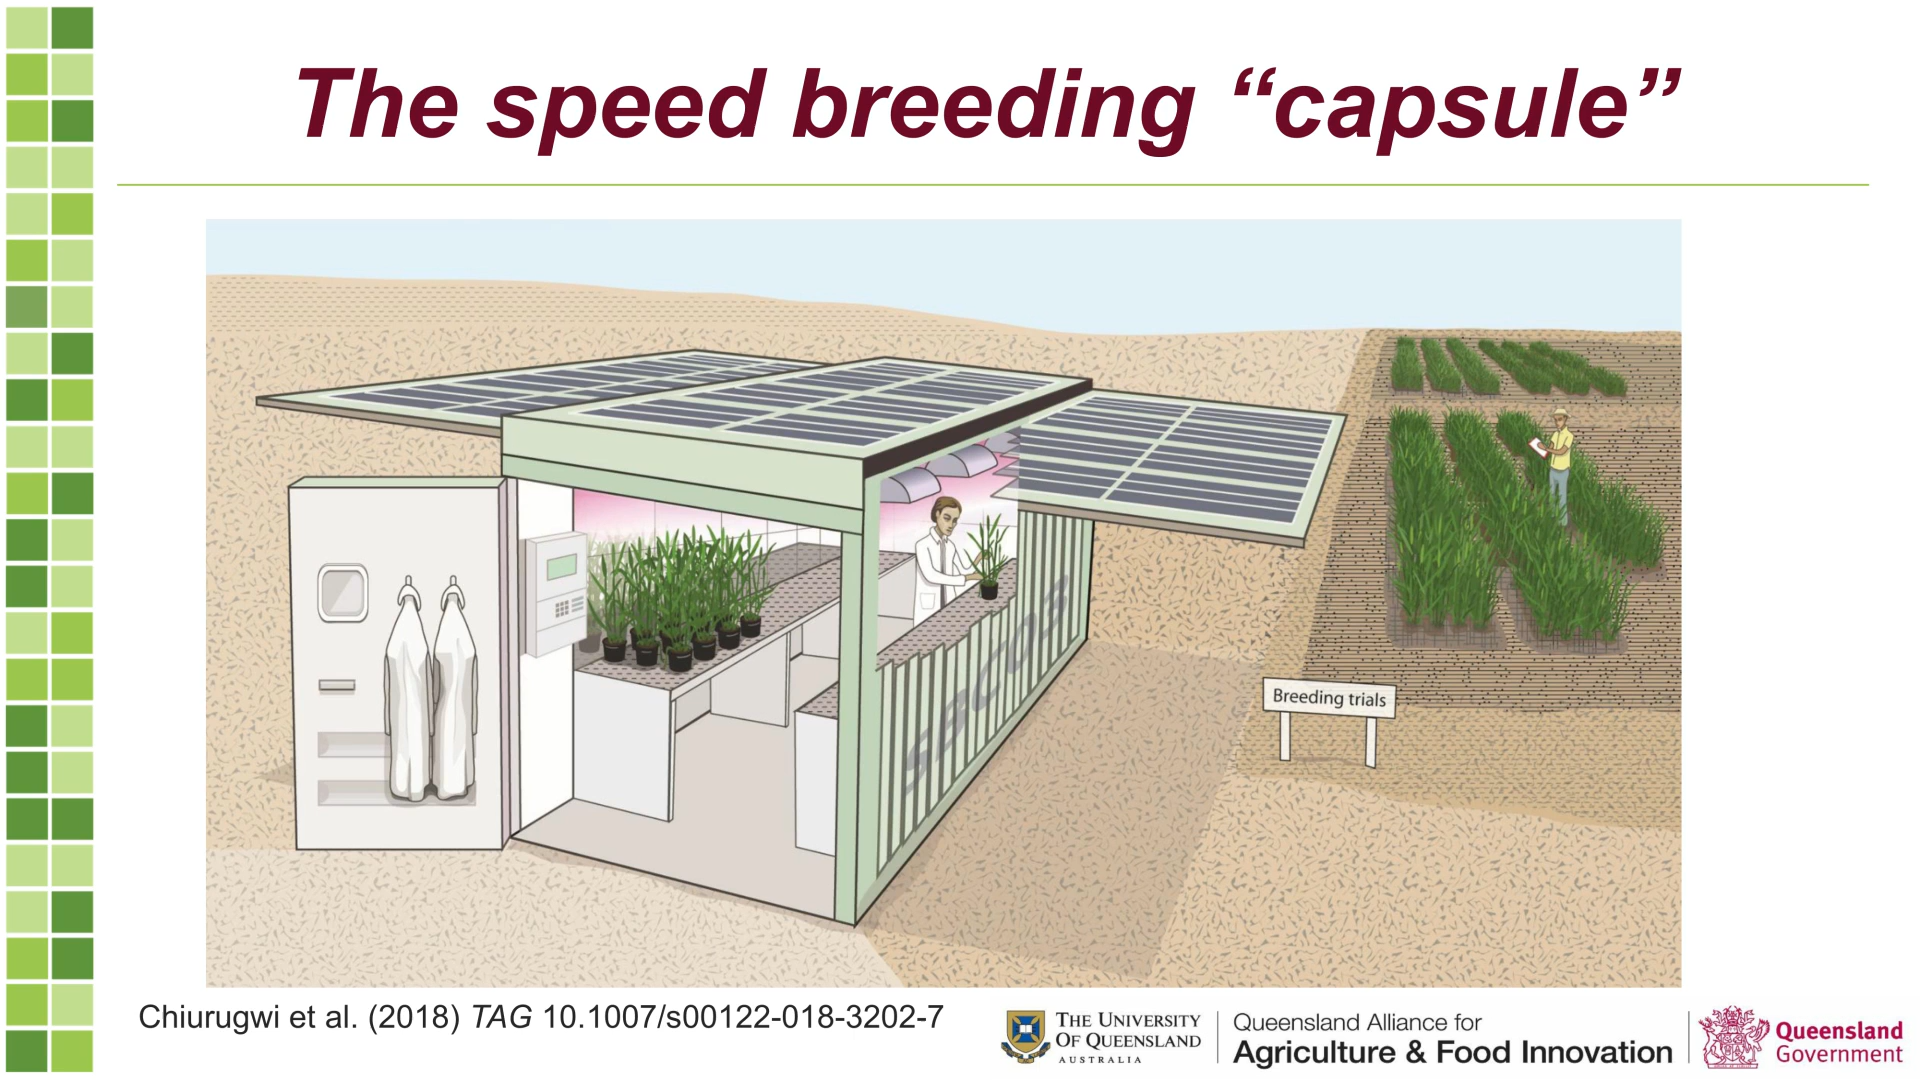 The speed breeding “capsule”
SBC03
Breeding trials
Chiurugwi et al. (2018) TAG 10.1007/s00122-018-3202-7
THE UNIVERSITY
OF QUEENSLAND
AUSTRALIA
Queensland Alliance for
Agriculture & Food Innovation
Queensland
Government